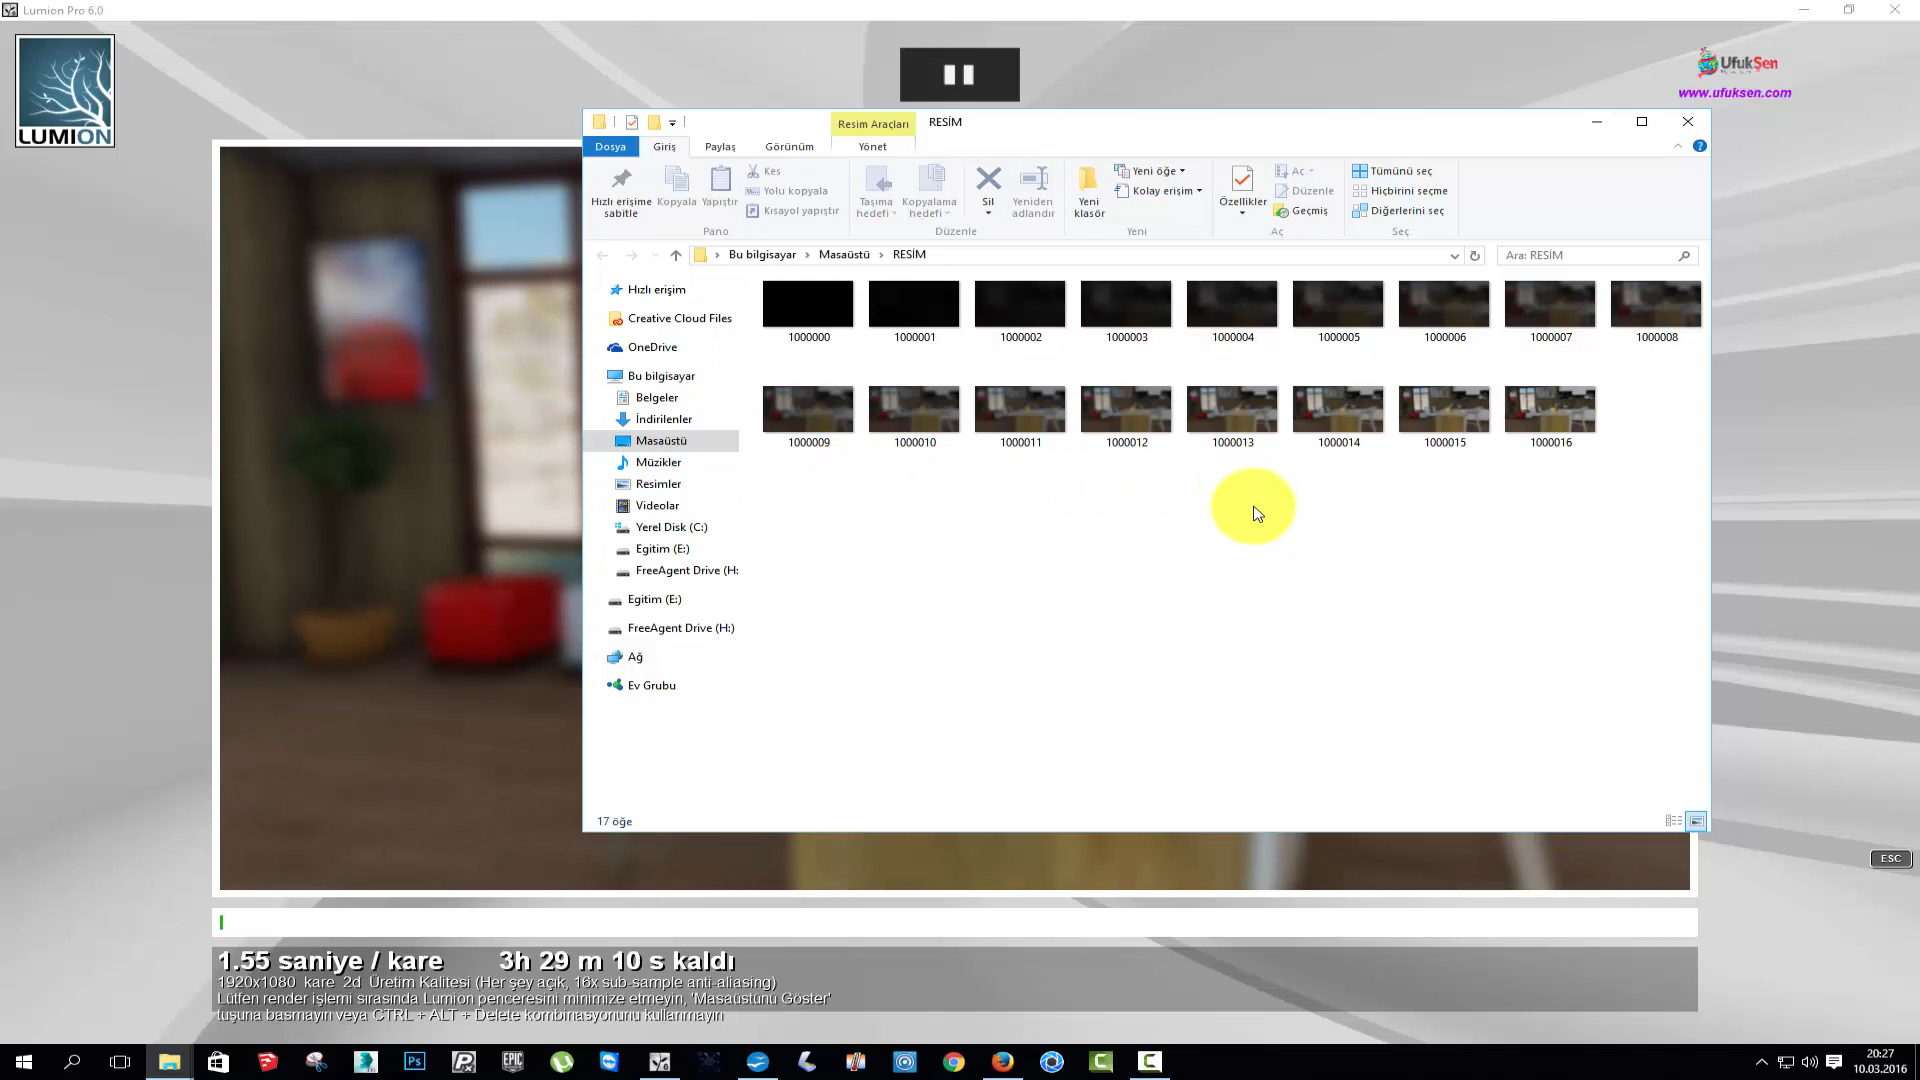 Lumion Pro 6.0
LUMION
UfukŞen
www.ufuksen.com
Resim Araçları
RESİM
Dosya
Giriş
Paylaş
Görünüm
Yönet
Hızlı erişime sabitle
Kopyala
Yapıştır
Kes
Yolu kopyala
Kısayol yapıştır
Pano
Taşıma hedefi
Kopyalama hedefi
Sil
Yeniden adlandır
Düzenle
Yeni klasör
Yeni öğe
Kolay erişim
Yeni
Özellikler
Aç
Düzenle
Geçmiş
Aç
Tümünü seç
Hiçbirini seçme
Diğerlerini seç
Seç
Bu bilgisayar
Masaüstü
RESİM
Ara: RESİM
Hızlı erişim
Creative Cloud Files
OneDrive
Bu bilgisayar
Belgeler
İndirilenler
Masaüstü
Müzikler
Resimler
Videolar
Yerel Disk (C:)
Egitim (E:)
FreeAgent Drive (H:
Egitim (E:)
FreeAgent Drive (H:)
Ağ
Ev Grubu
1000000
1000001
1000002
1000003
1000004
1000005
1000006
1000007
1000008
1000009
1000010
1000011
1000012
1000013
1000014
1000015
1000016
17 öğe
ESC
1.55 saniye / kare 3h 29 m 10 s kaldı
1920x1080 kare 2d Üretim Kalitesi (Her şey açık, 16x sub-sample anti-aliasing)
Lütfen render işlemi sırasında Lumion penceresini minimize etmeyin, 'Masaüstünü Göster'
tuşuna basmayın veya CTRL + ALT + Delete kombinasyonunu kullanmayın
Ps
EPIC
20:27
10.03.2016